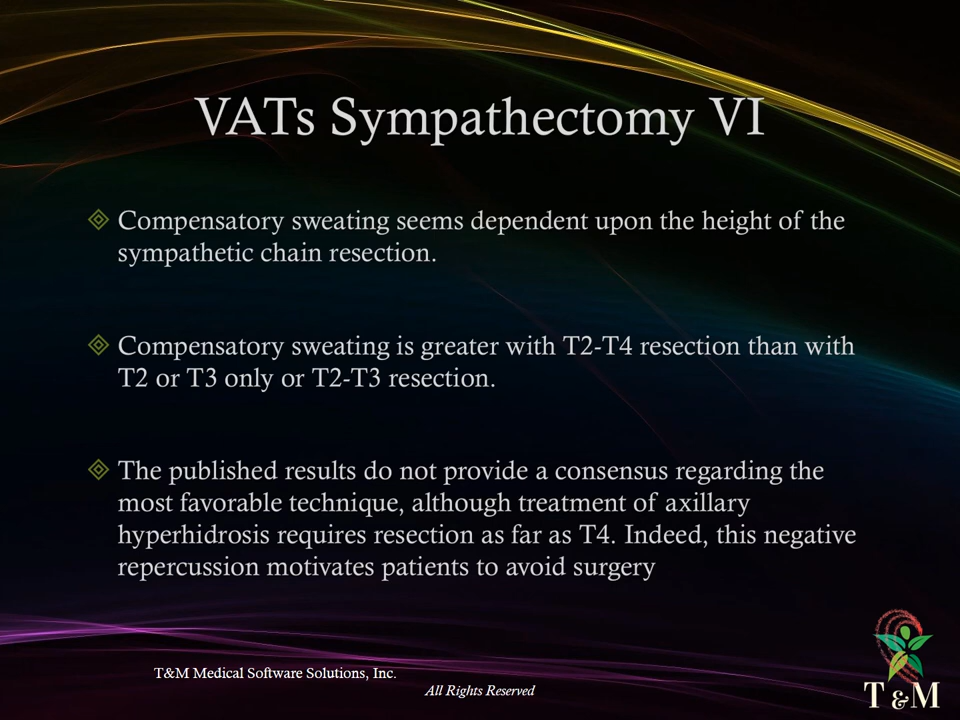 VATs Sympathectomy VI
Compensatory sweating seems dependent upon the height of the
sympathetic chain resection.
Compensatory sweating is greater with T2-T4 resection than with
T2 or T3 only or T2-T3 resection.
The published results do not provide a consensus regarding the
most favorable technique, although treatment of axillary
hyperhidrosis requires resection as far as T4. Indeed, this negative
repercussion motivates patients to avoid surgery
T&M Medical Software Solutions, Inc.
All Rights Reserved
T & M